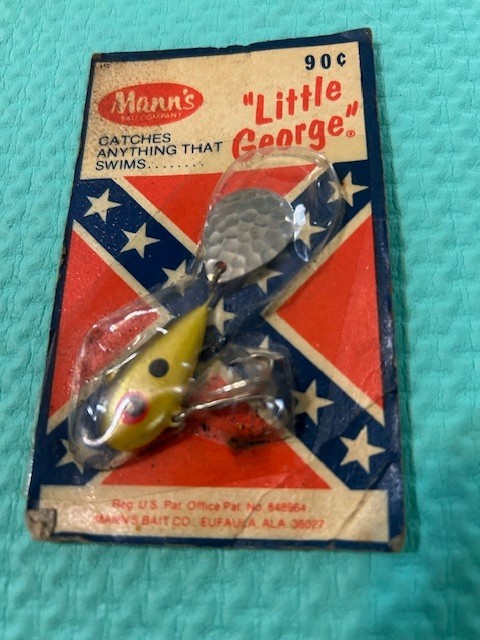 90¢
Mann's
BAIT COMPANY
"Little
George"®
CATCHES
ANYTHING THAT
SWIMS........
Reg. U.S. Pat. Office Pat. No. 848964
MANN'S BAIT CO. EUFAULA, ALA. 36027